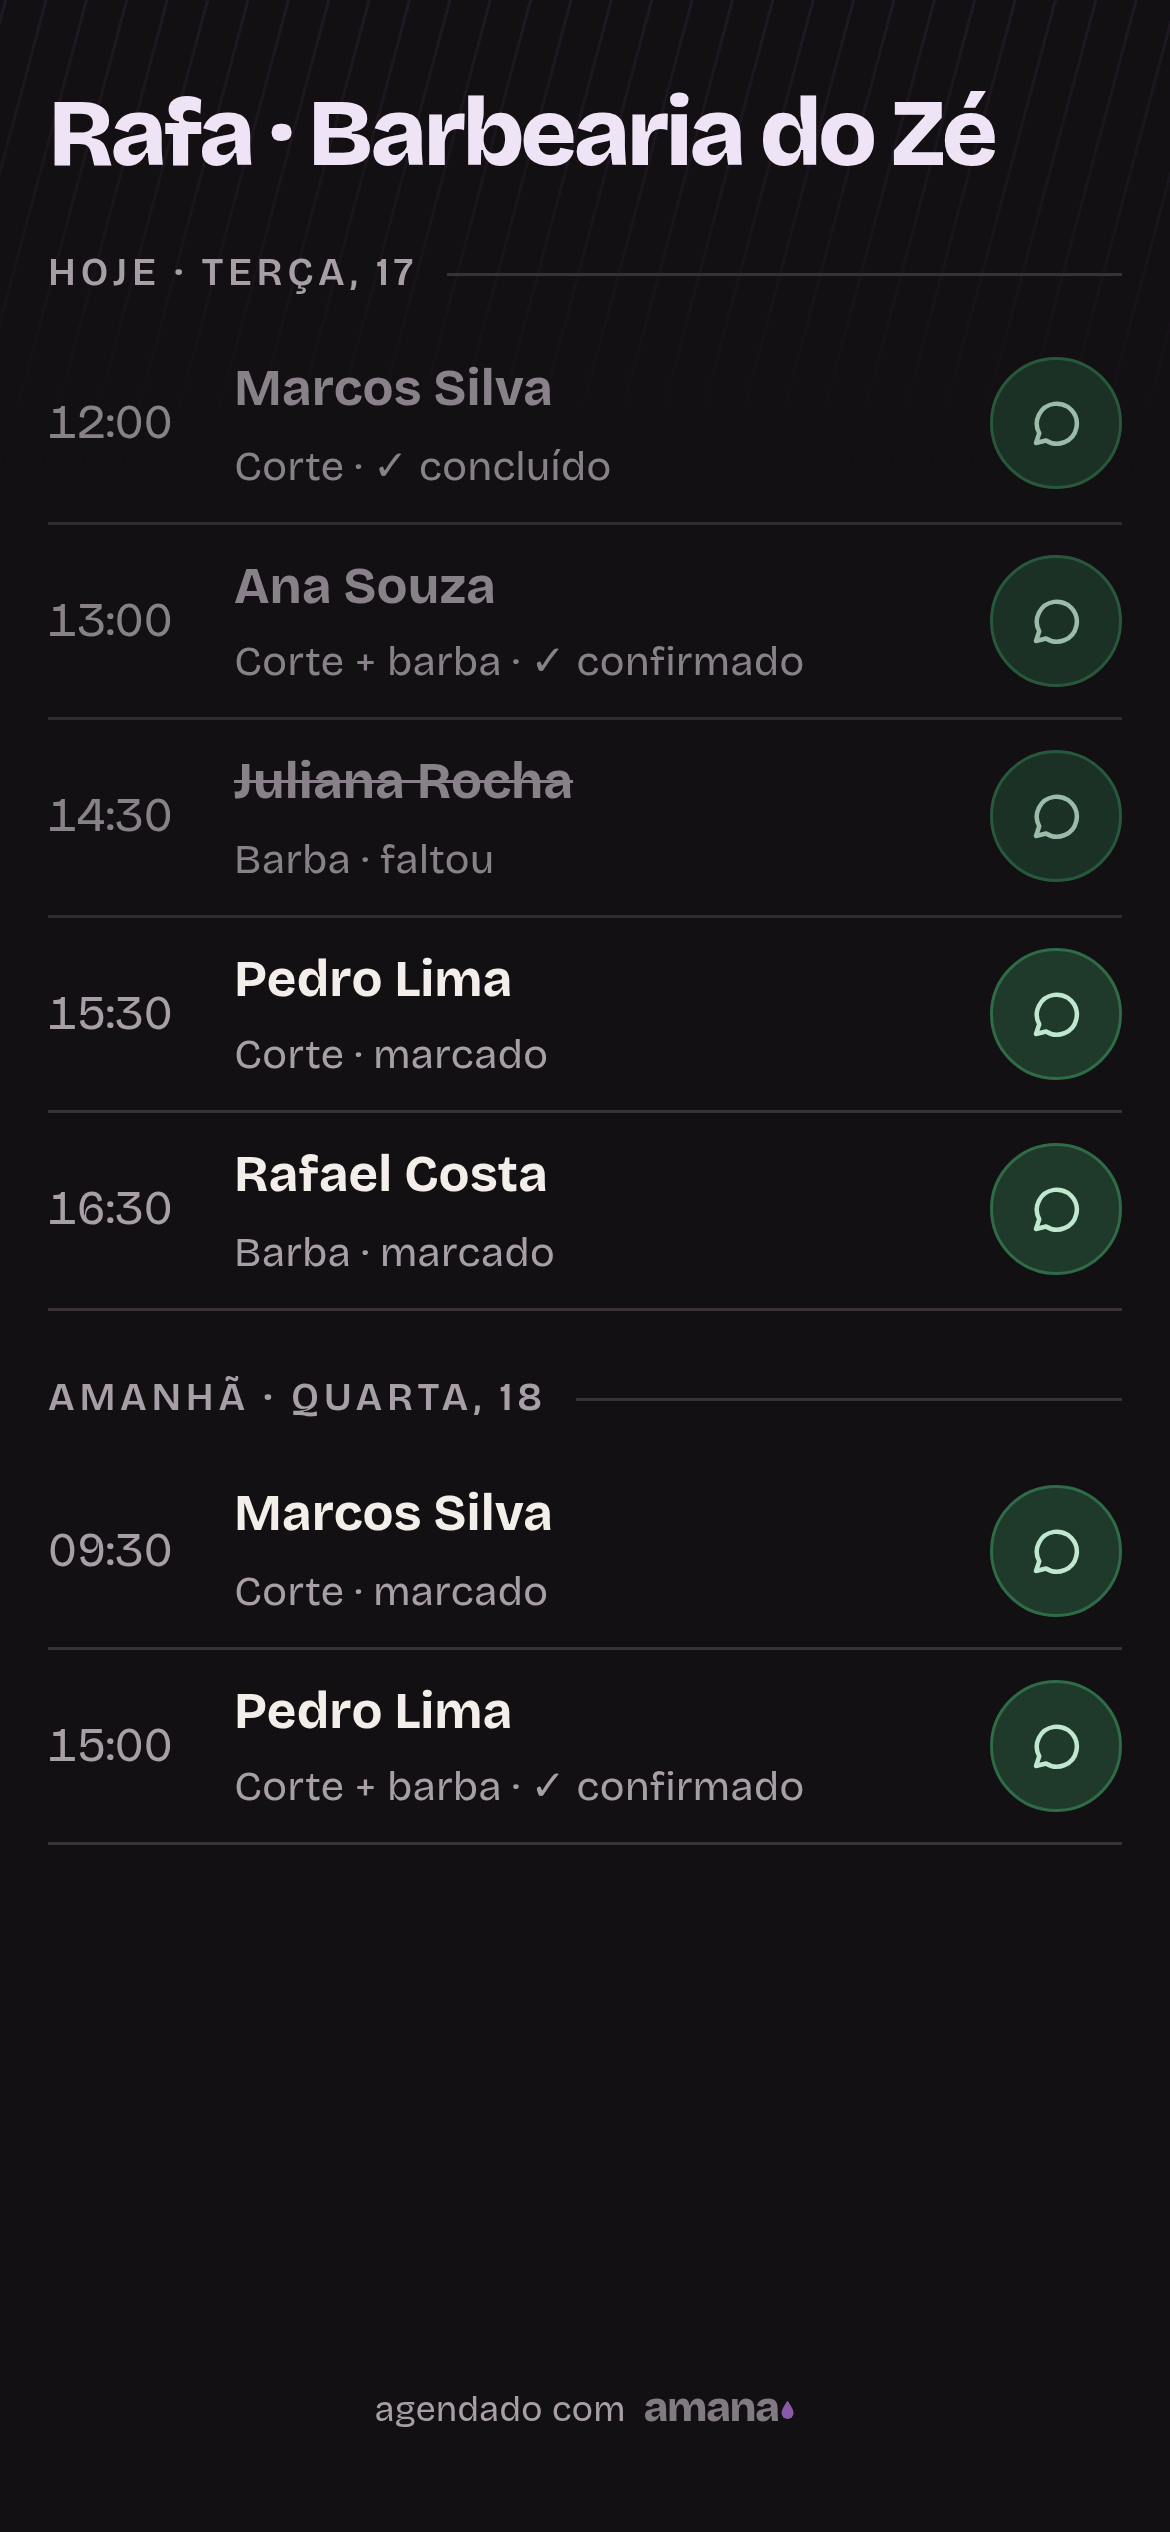 Rafa · Barbearia do Zé
HOJE · TERÇA, 17
12:00
Marcos Silva
Corte · ✓ concluído
13:00
Ana Souza
Corte + barba · ✓ confirmado
14:30
Juliana Rocha
Barba · faltou
15:30
Pedro Lima
Corte · marcado
16:30
Rafael Costa
Barba · marcado
AMANHÃ · QUARTA, 18
09:30
Marcos Silva
Corte · marcado
15:00
Pedro Lima
Corte + barba · ✓ confirmado
agendado com amana